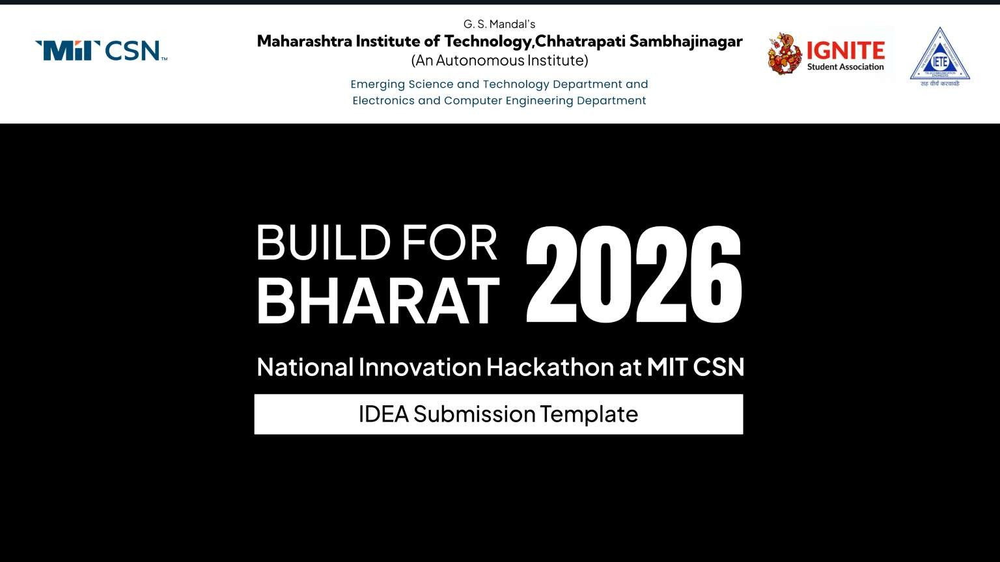 MiT CSN™
G. S. Mandal's
Maharashtra Institute of Technology,Chhatrapati Sambhajinagar
(An Autonomous Institute)
Emerging Science and Technology Department and
Electronics and Computer Engineering Department
IGNITE
Student Association
IETE
सह वीर्यं करवावहै
BUILD FOR
BHARAT
2026
National Innovation Hackathon at MIT CSN
IDEA Submission Template